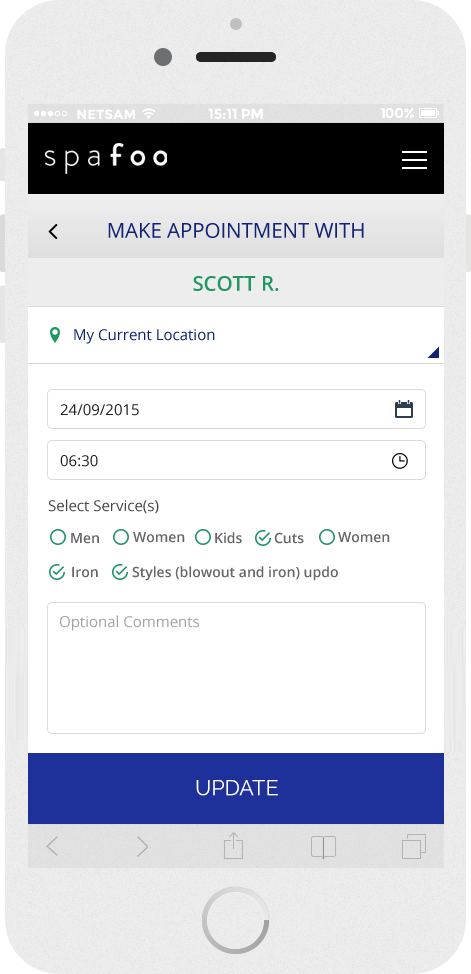 NETSAM 15:11 PM 100%
spafoo
MAKE APPOINTMENT WITH
SCOTT R.
My Current Location
24/09/2015
06:30
Select Service(s)
Men Women Kids Cuts Women
Iron Styles (blowout and iron) updo
Optional Comments
UPDATE